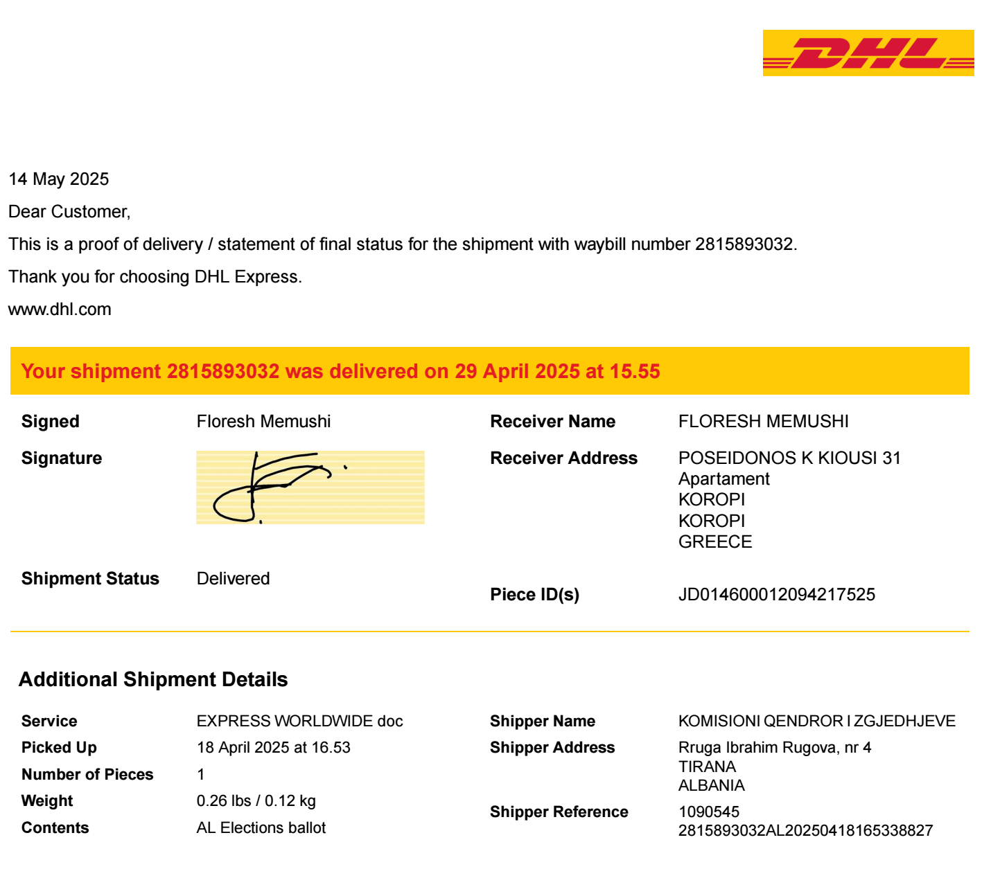 DHL
14 May 2025
Dear Customer,
This is a proof of delivery / statement of final status for the shipment with waybill number 2815893032.
Thank you for choosing DHL Express.
www.dhl.com
Your shipment 2815893032 was delivered on 29 April 2025 at 15.55
Signed Floresh Memushi
Signature
Shipment Status Delivered
Receiver Name FLORESH MEMUSHI
Receiver Address POSEIDONOS K KIOUSI 31
Apartament
KOROPI
KOROPI
GREECE
Piece ID(s) JD014600012094217525
Additional Shipment Details
Service EXPRESS WORLDWIDE doc
Picked Up 18 April 2025 at 16.53
Number of Pieces 1
Weight 0.26 lbs / 0.12 kg
Contents AL Elections ballot
Shipper Name KOMISIONI QENDROR I ZGJEDHJEVE
Shipper Address Rruga Ibrahim Rugova, nr 4
TIRANA
ALBANIA
Shipper Reference 1090545
2815893032AL20250418165338827